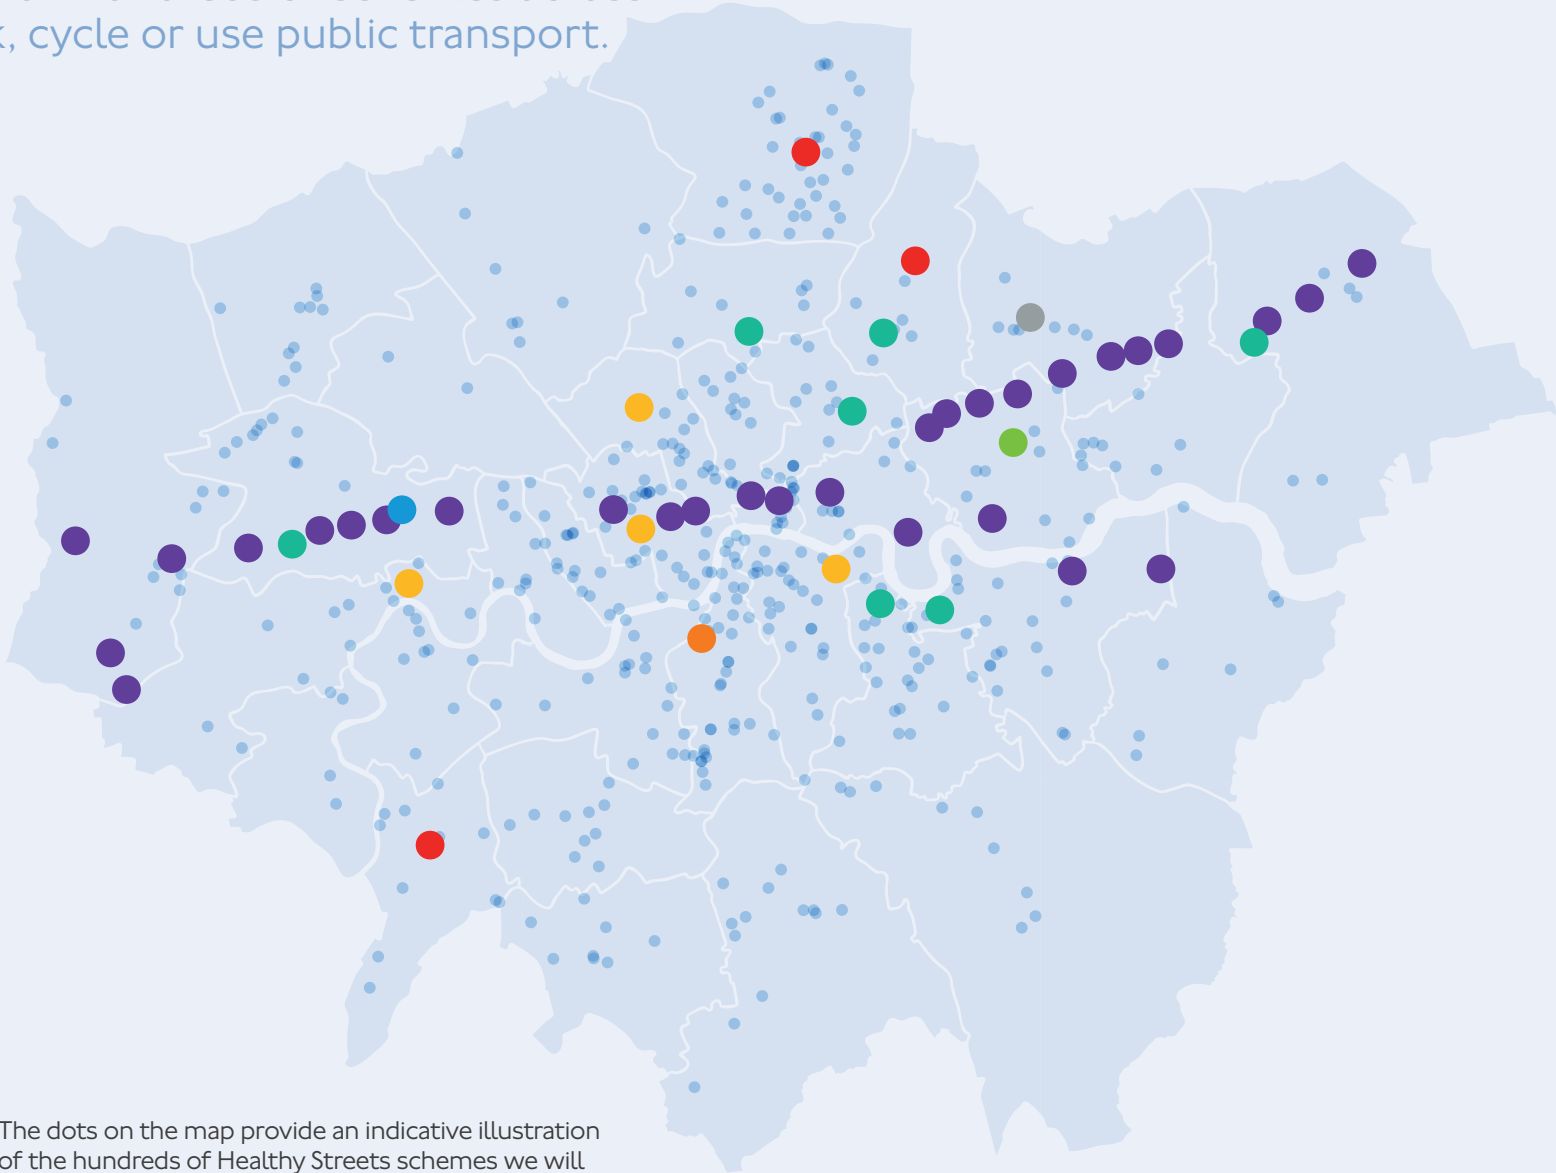 , cycle or use public transport.
The dots on the map provide an indicative illustration
of the hundreds of Healthy Streets schemes we will